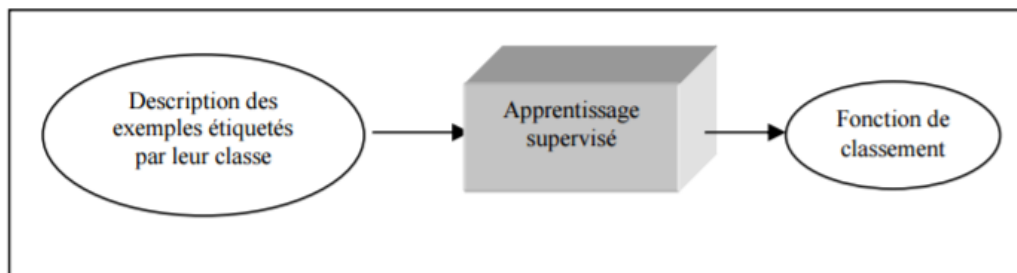 Description des
exemples étiquetés
par leur classe
Apprentissage
supervisé
Fonction de
classement